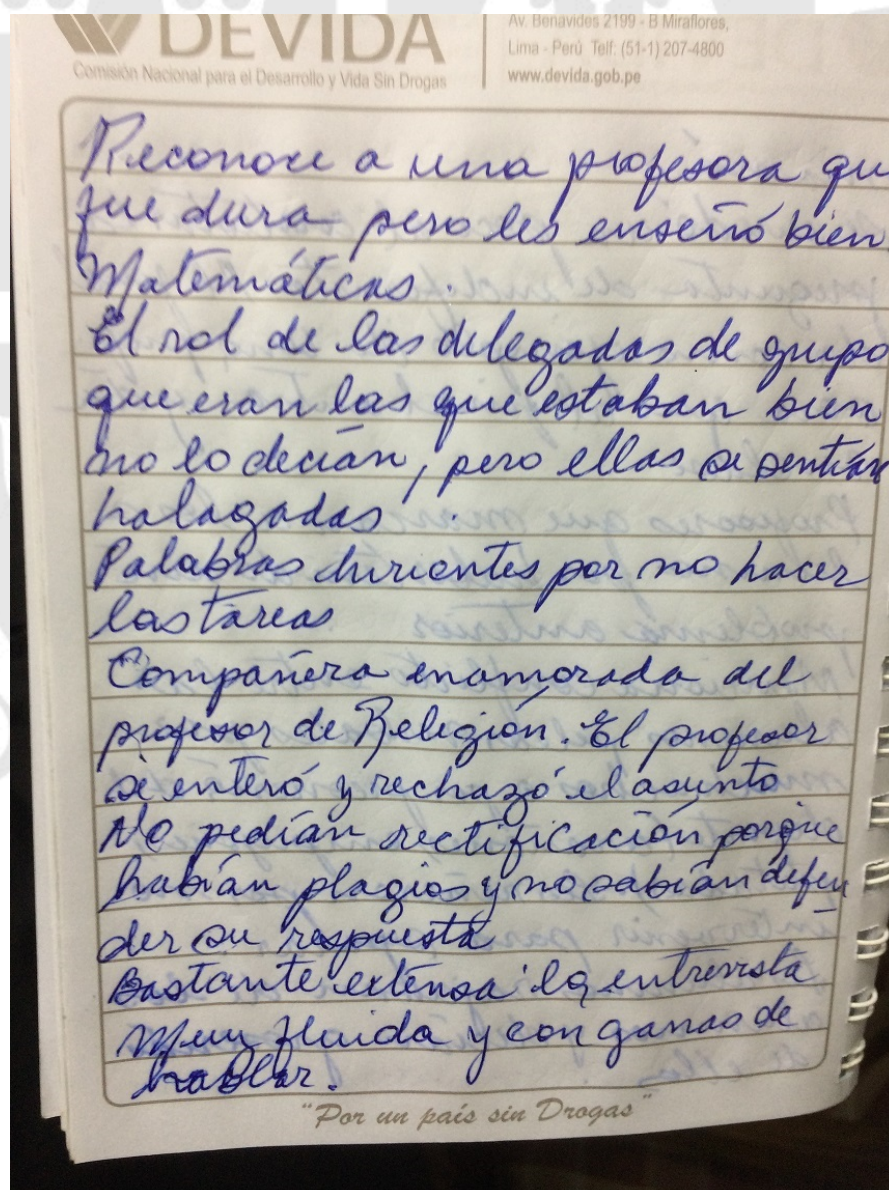 DEVIDA
Comisión Nacional para el Desarrollo y Vida Sin Drogas
Av. Benavides 2199 - B Miraflores,
Lima - Perú Telf: (51-1) 207-4800
www.devida.gob.pe
Reconoce a una profesora qu
fue dura pero les enseñó bien
Matemáticas.
El rol de las delegadas de grupo
que eran las que estaban bien
no lo decían, pero ellas se sentían
halagadas.
Palabras hirientes por no hacer
las tareas
Compañera enamorada del
profesor de Religión. El profesor
se enteró y rechazó el asunto
No pedían rectificación porque
habían plagios y no sabían defen
der su respuesta
Bastante extensa la entrevista
Muy fluida y con ganas de
hablar.
"Por un país sin Drogas"